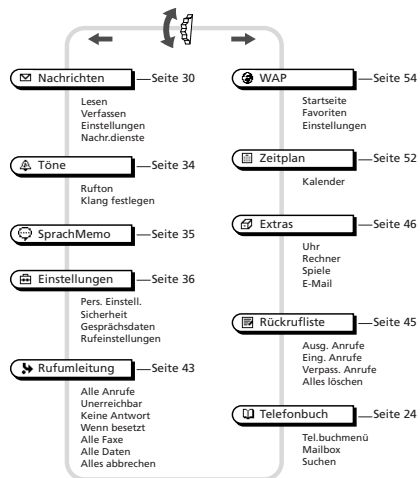 Nachrichten Seite 30
Lesen
Verfassen
Einstellungen
Nachr.dienste
Töne Seite 34
Rufton
Klang festlegen
SprachMemo Seite 35
Einstellungen Seite 36
Pers. Einstell.
Sicherheit
Gesprächsdaten
Rufeinstellungen
Rufumleitung Seite 43
Alle Anrufe
Unerreichbar
Keine Antwort
Wenn besetzt
Alle Faxe
Alle Daten
Alles abbrechen
WAP Seite 54
Startseite
Favoriten
Einstellungen
Zeitplan Seite 52
Kalender
Extras Seite 46
Uhr
Rechner
Spiele
E-Mail
Rückrufliste Seite 45
Ausg. Anrufe
Eing. Anrufe
Verpass. Anrufe
Alles löschen
Telefonbuch Seite 24
Tel.buchmenü
Mailbox
Suchen